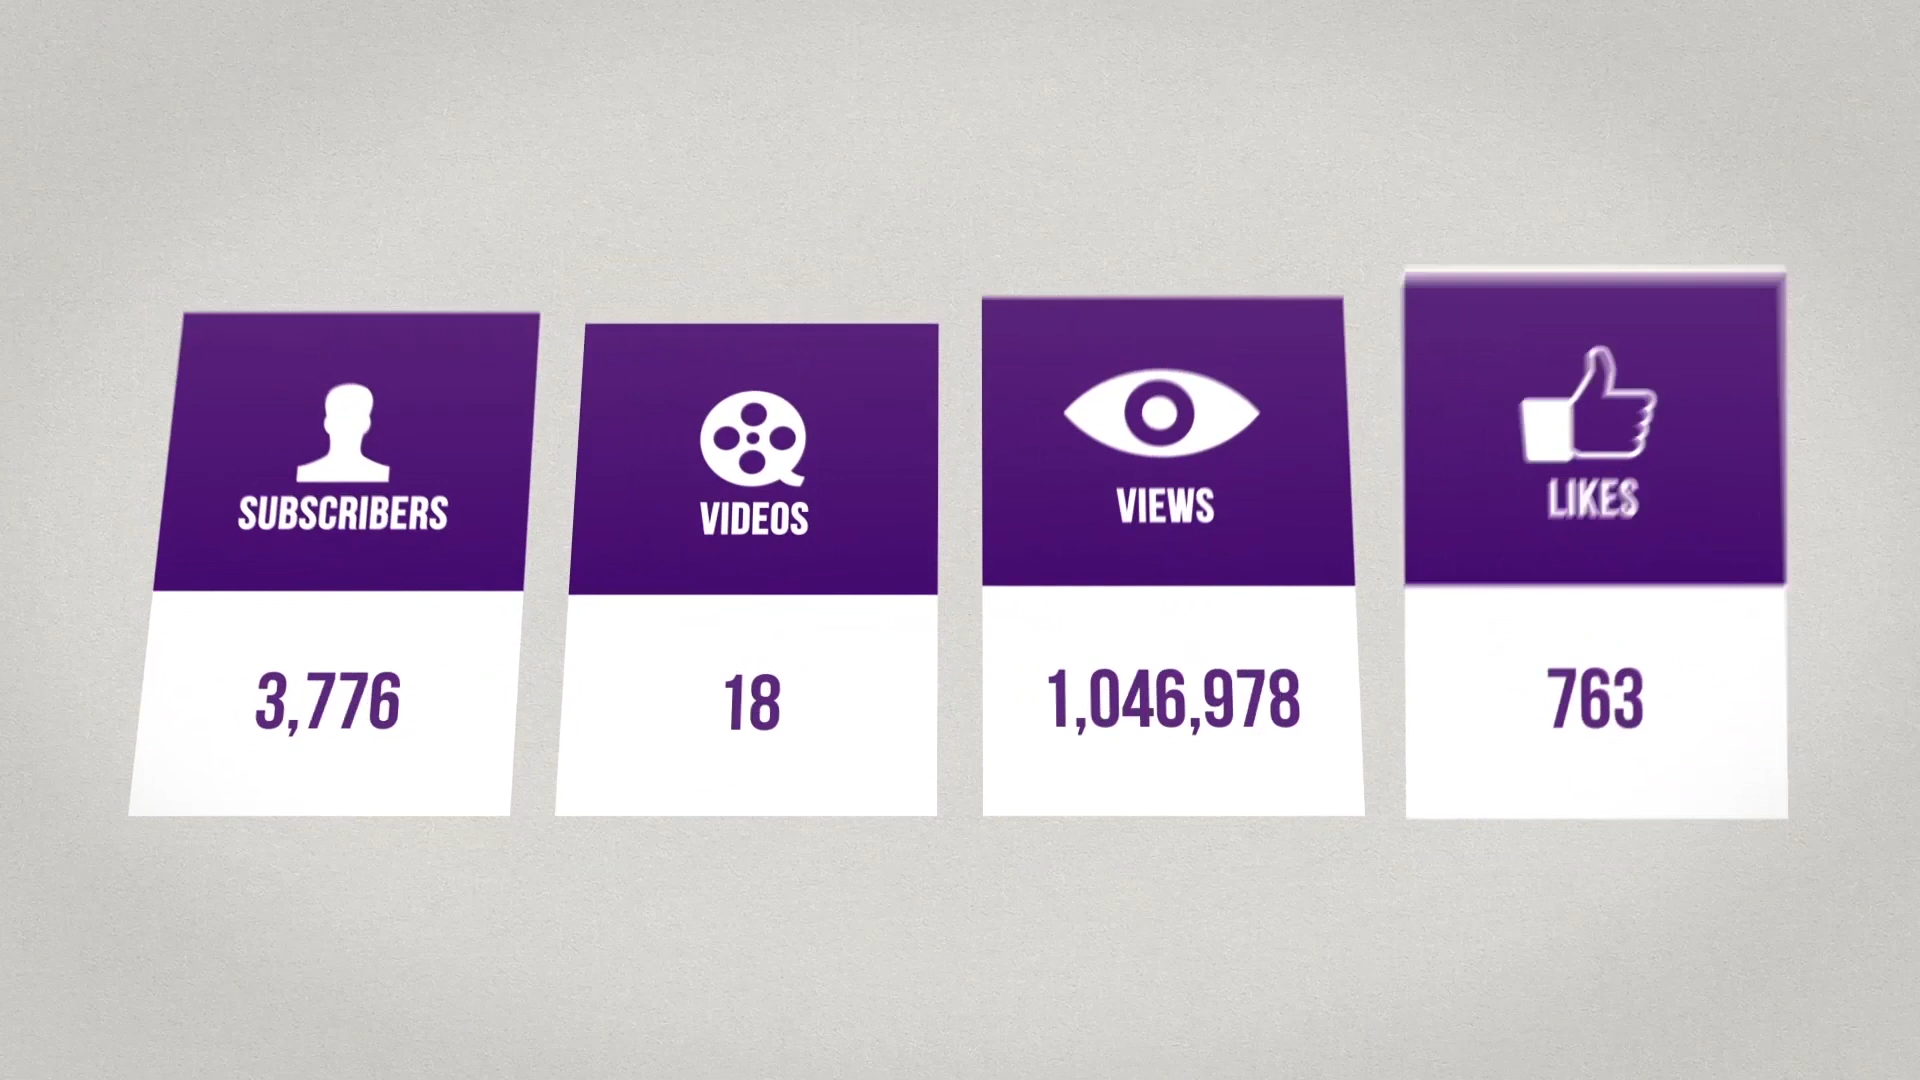 SUBSCRIBERS
3,776
VIDEOS
18
VIEWS
1,046,978
LIKES
763